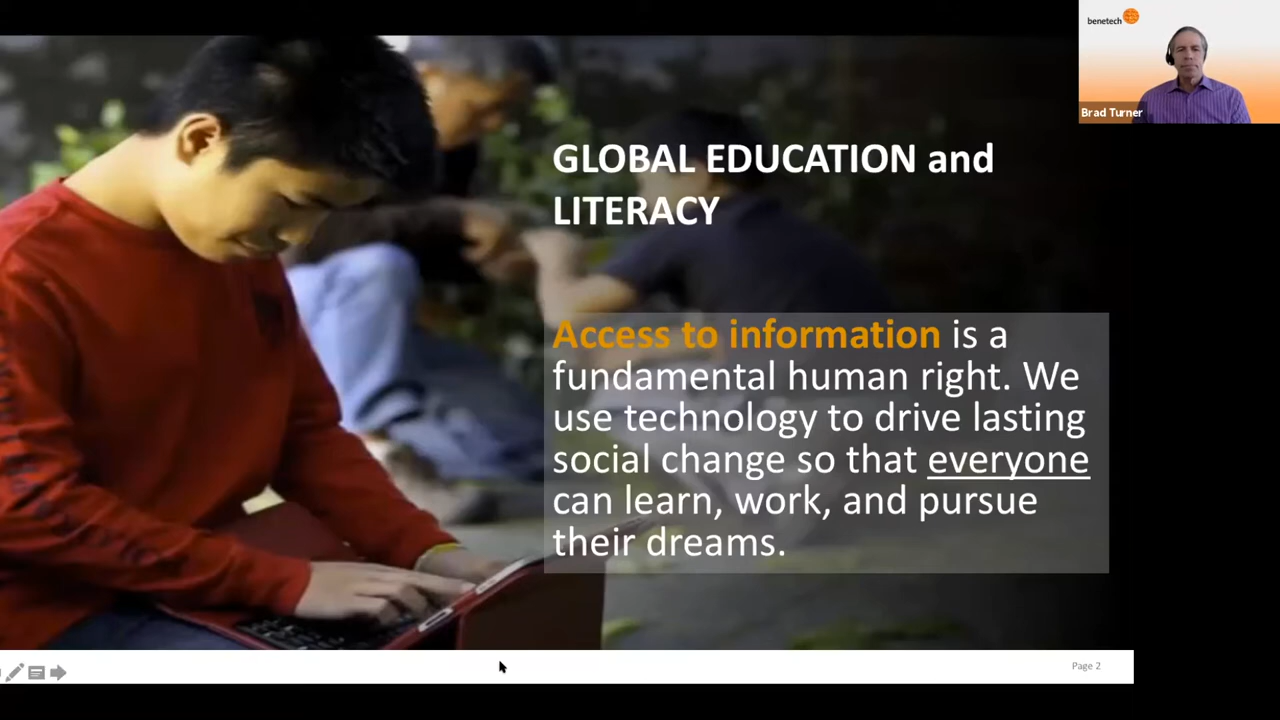 benetech
Brad Turner
GLOBAL EDUCATION and
LITERACY
Access to information is a
fundamental human right. We
use technology to drive lasting
social change so that everyone
can learn, work, and pursue
their dreams.
Page 2